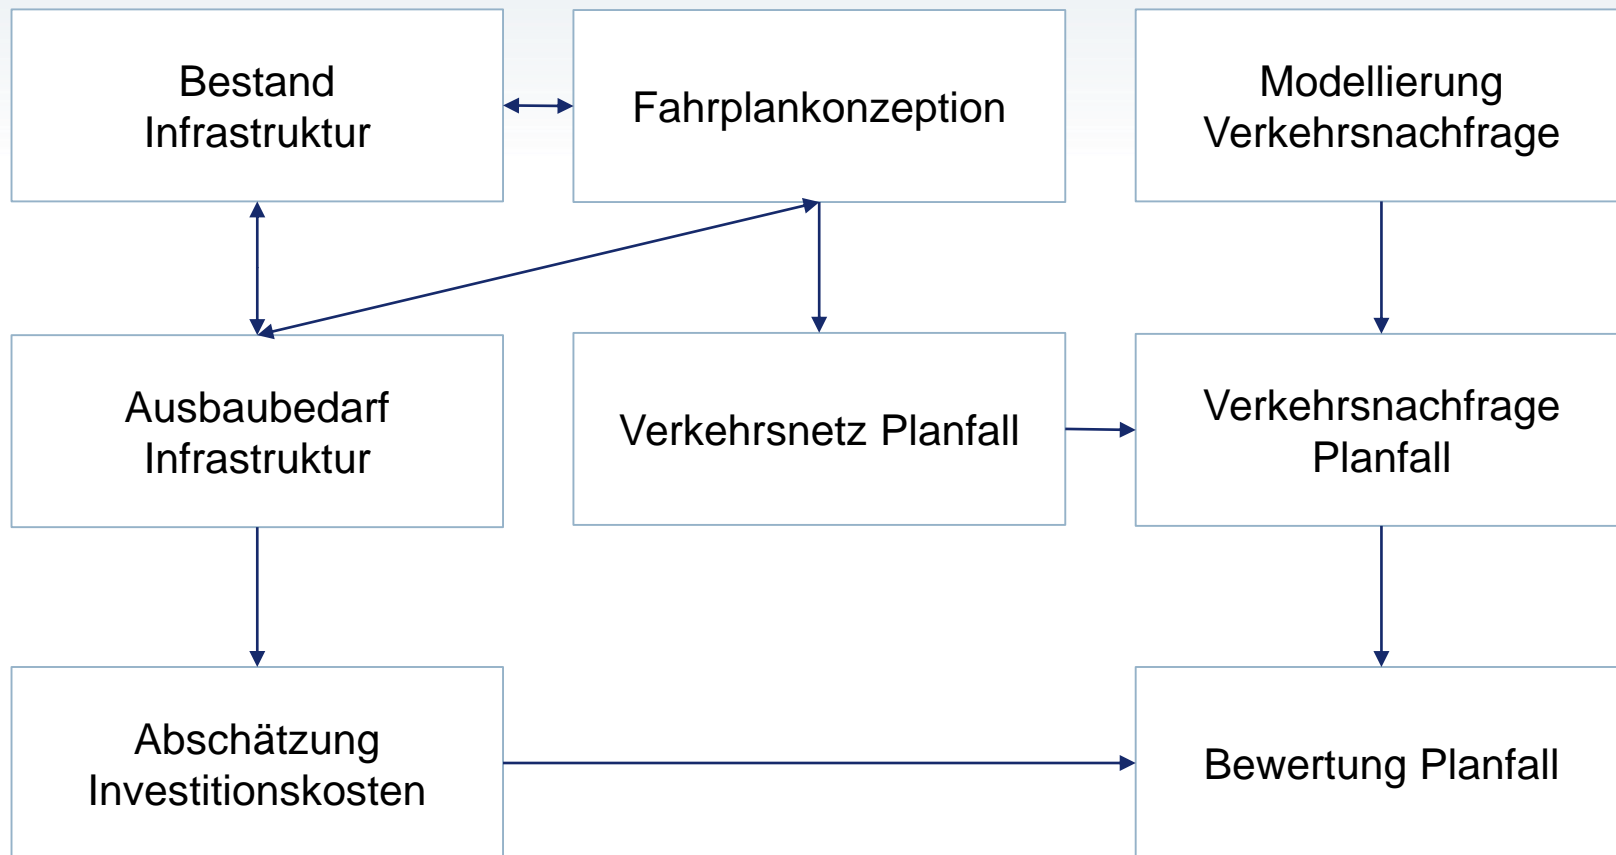 Bestand
Infrastruktur
Fahrplankonzeption
Modellierung
Verkehrsnachfrage
Ausbaubedarf
Infrastruktur
Verkehrsnetz Planfall
Verkehrsnachfrage
Planfall
Abschätzung
Investitionskosten
Bewertung Planfall